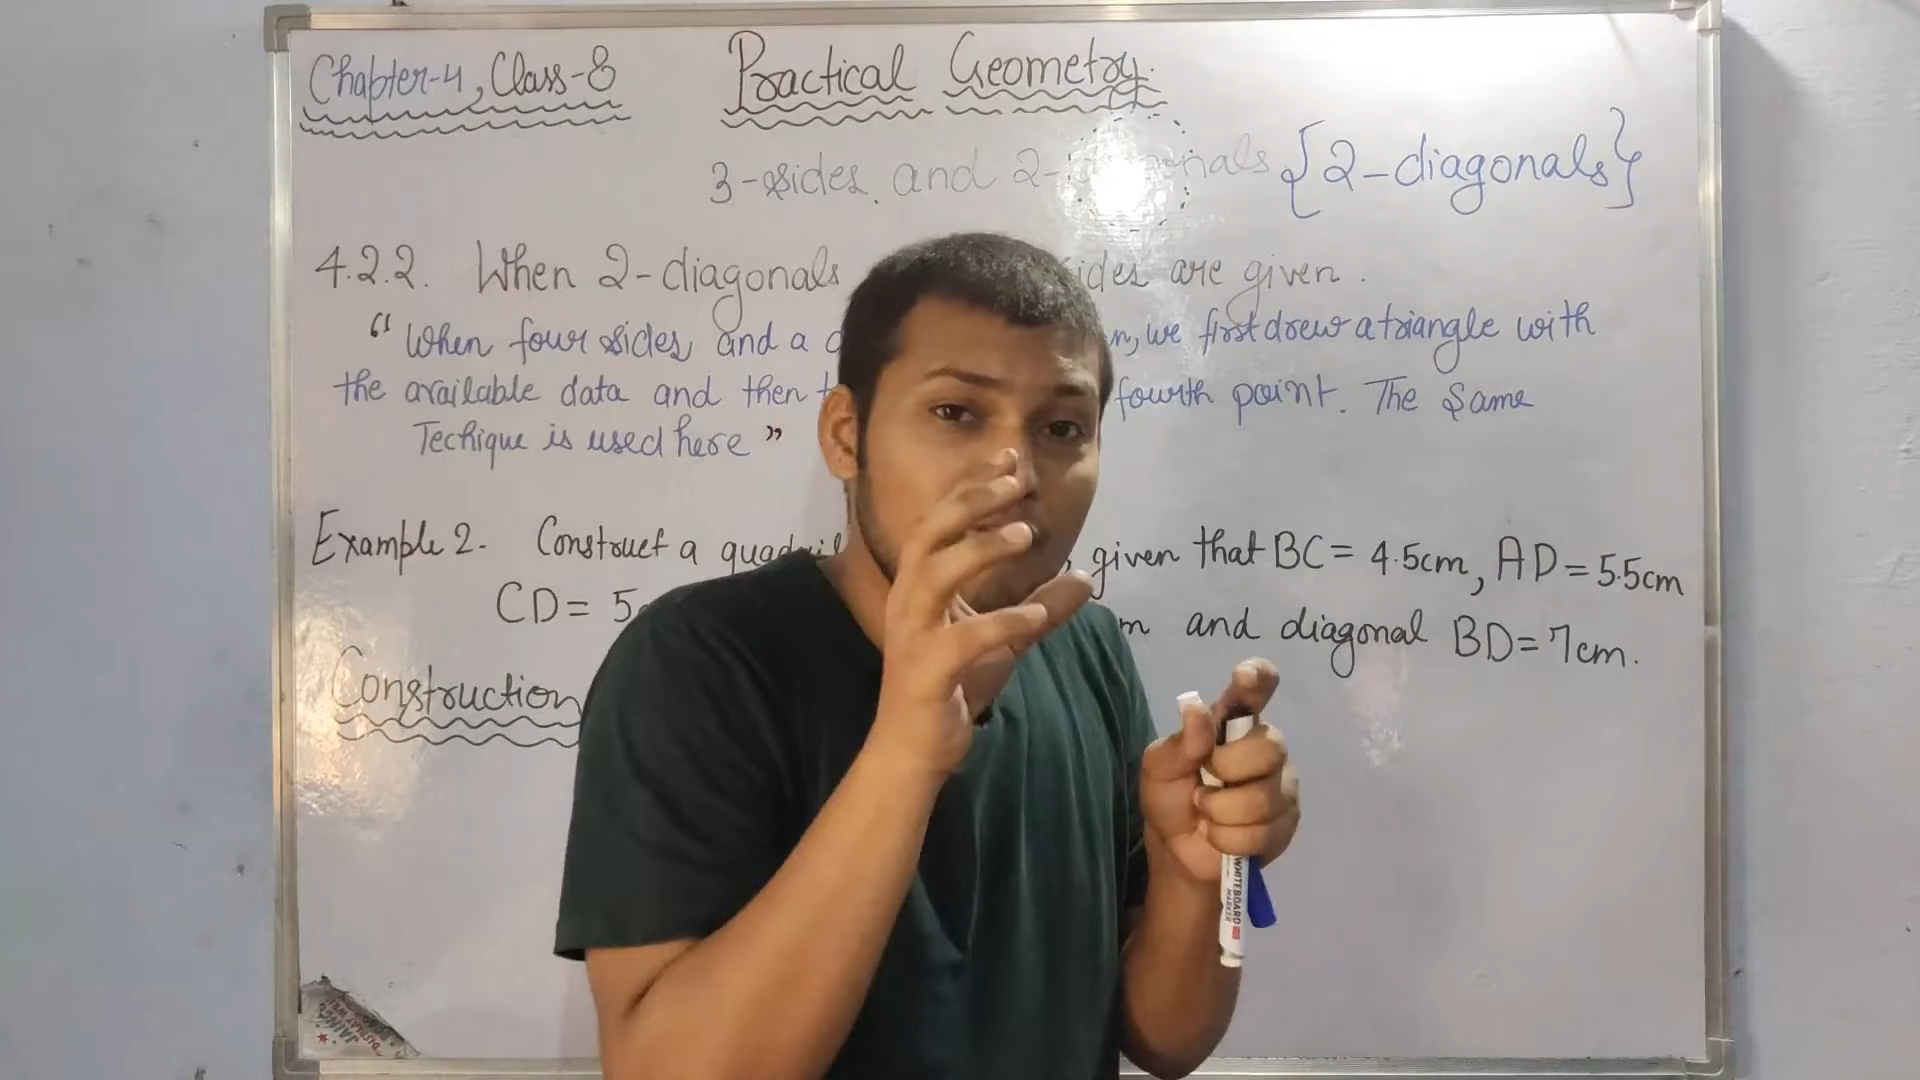 Chapter-4, Class-8
Practical Geometry.
3-sides and 2-diagonals {2-diagonals}
4.2.2. When 2-diagonals sides are given.
"When four sides and a we first drew a triangle with
the available data and then fourth point. The Same
Techique is used here"
Example 2. Construct a given that BC = 4.5cm, AD = 5.5cm
CD = 5 and diagonal BD = 7cm.
Construction
WHITEBOARD
MARKER